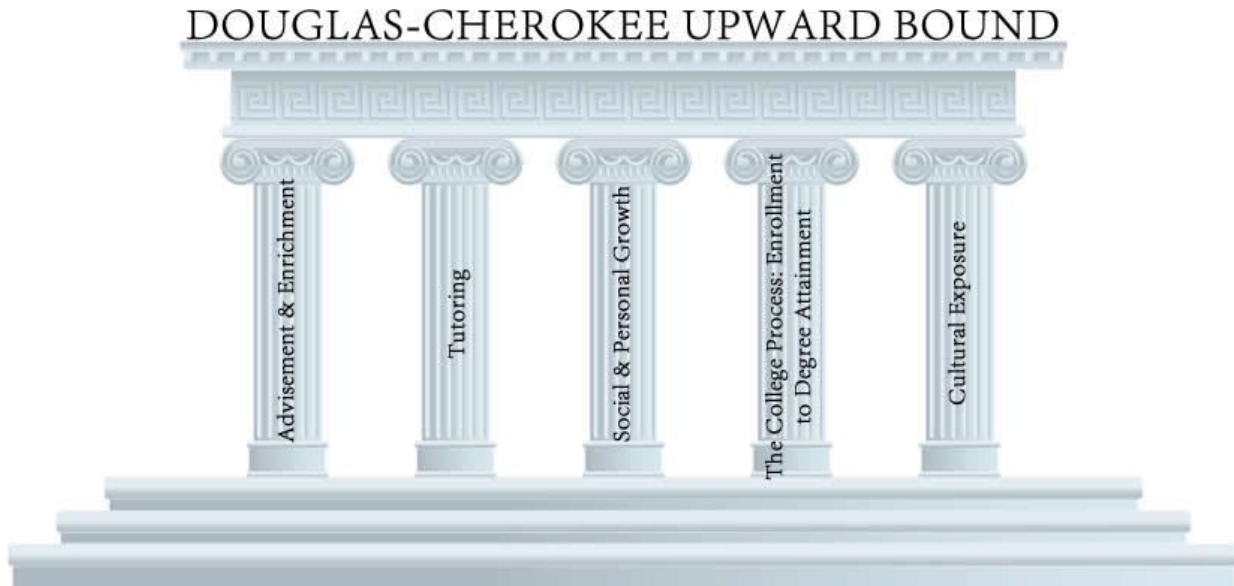 DOUGLAS-CHEROKEE UPWARD BOUND
Advisement & Enrichment
Tutoring
Social & Personal Growth
The College Process: Enrollment
to Degree Attainment
Cultural Exposure